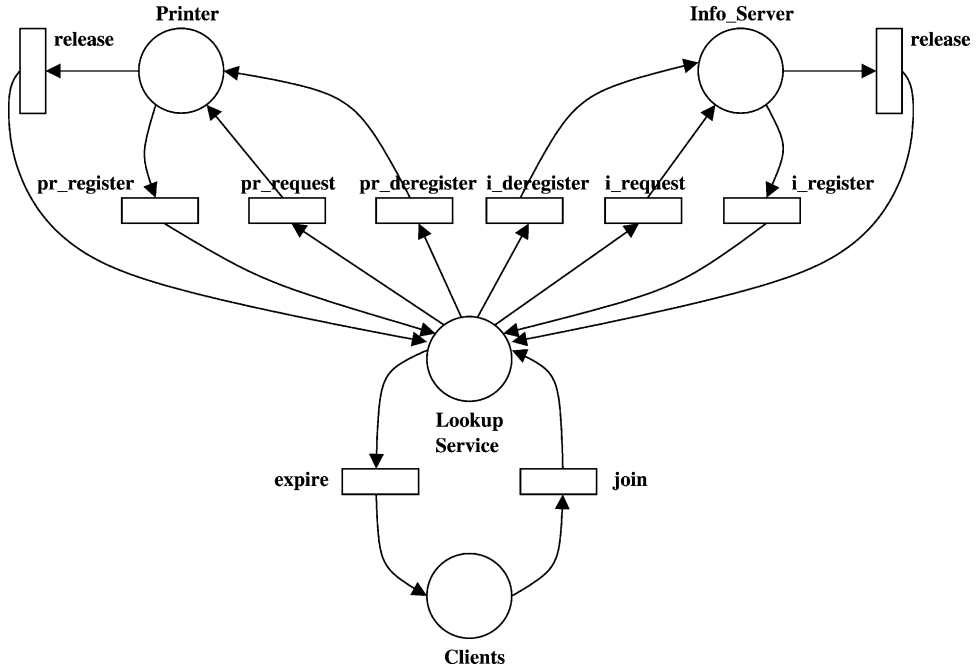 Printer
Info_Server
release
release
pr_register
pr_request
pr_deregister
i_deregister
i_request
i_register
Lookup
Service
expire
join
Clients